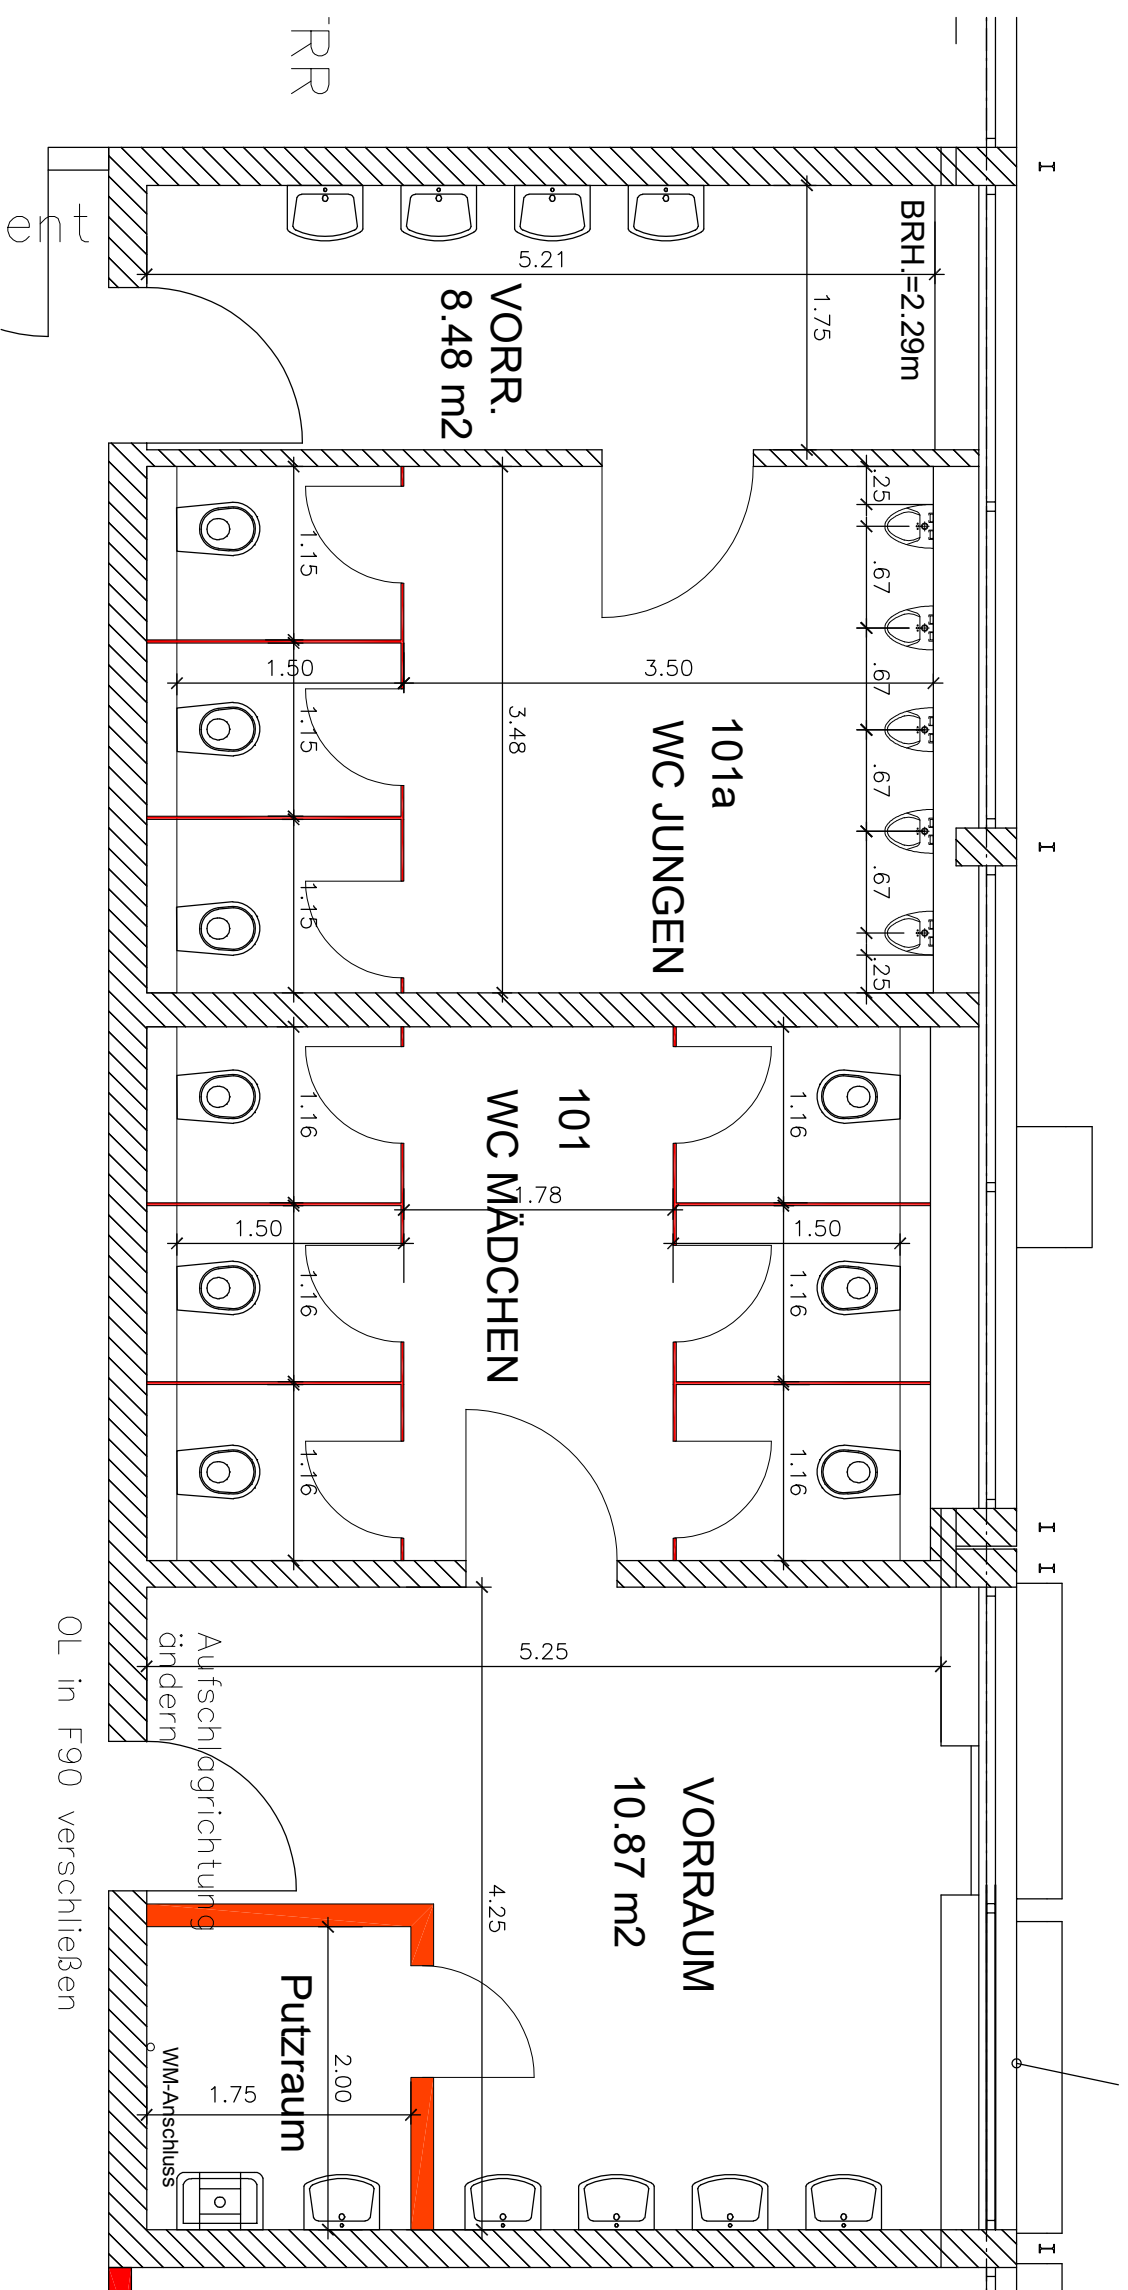 RR
ent
BRH.=2.29m
5.21
1.75
VORR.
8.48 m2
.25
.67
.67
.67
.67
.25
1.15
1.15
1.15
1.50
3.50
3.48
101a
WC JUNGEN
101
WC MÄDCHEN
1.16
1.16
1.16
1.16
1.16
1.16
1.50
1.78
1.50
5.25
Aufschlagrichtung
ändern
OL in F90 verschließen
VORRAUM
10.87 m2
4.25
Putzraum
2.00
1.75
WM-Anschluss